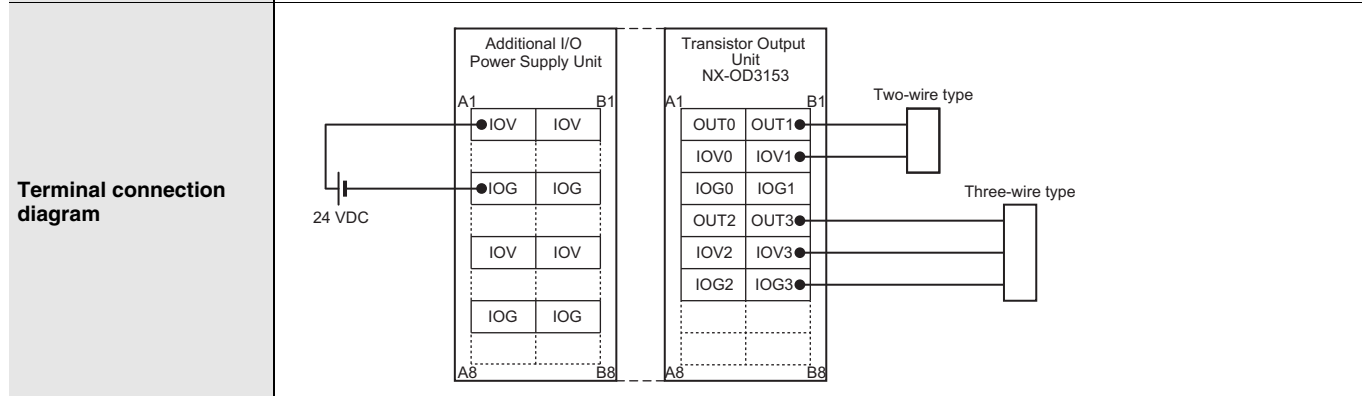 Terminal connection
diagram
24 VDC
Additional I/O
Power Supply Unit
A1 B1
IOV IOV
IOG IOG
IOV IOV
IOG IOG
A8 B8
Transistor Output
Unit
NX-OD3153
A1 B1
OUT0 OUT1
IOV0 IOV1
IOG0 IOG1
OUT2 OUT3
IOV2 IOV3
IOG2 IOG3
A8 B8
Two-wire type
Three-wire type